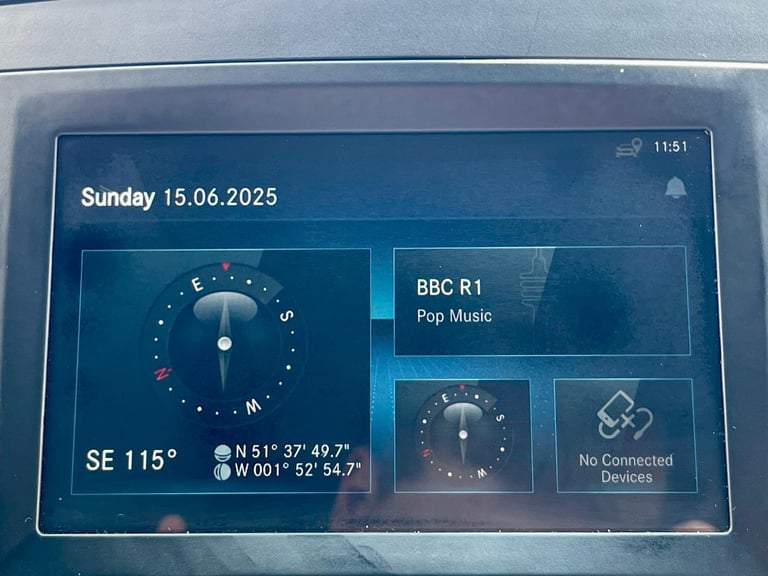 11:51
Sunday 15.06.2025
E
S
N
W
SE 115°
N 51° 37' 49.7"
W 001° 52' 54.7"
BBC R1
Pop Music
E
S
N
W
No Connected
Devices